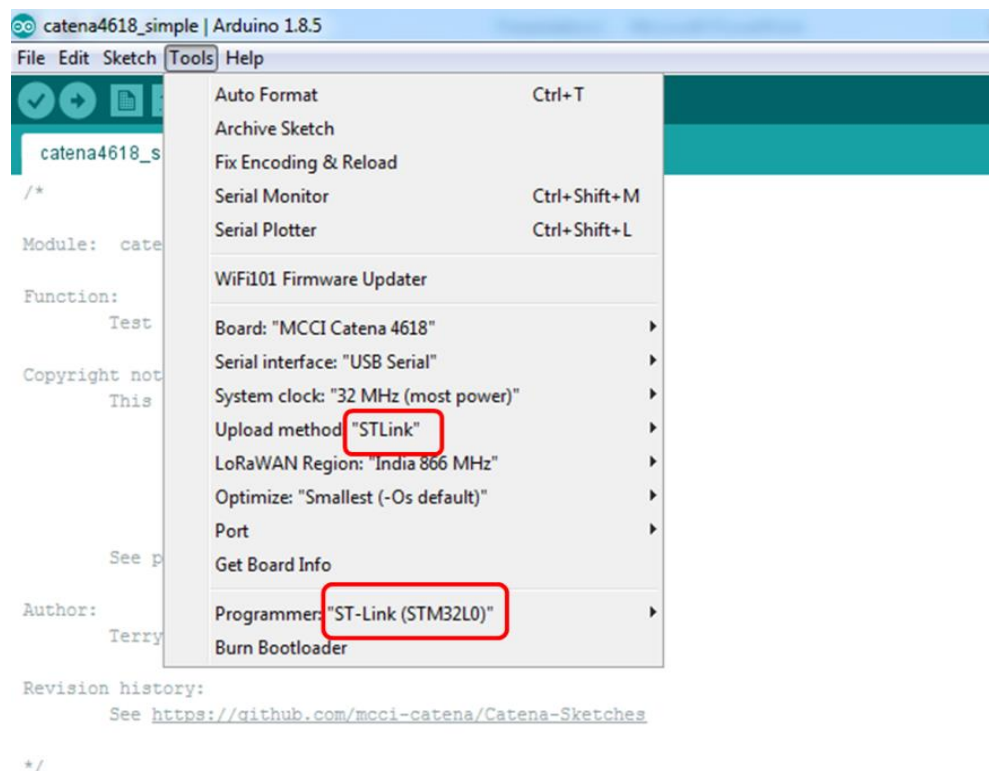 catena4618_simple | Arduino 1.8.5
File Edit Sketch Tools Help
Auto Format Ctrl+T
Archive Sketch
catena4618_s
Fix Encoding & Reload
/*
Serial Monitor Ctrl+Shift+M
Serial Plotter Ctrl+Shift+L
Module: cate
WiFi101 Firmware Updater
Function:
Test
Board: "MCCI Catena 4618"
Serial interface: "USB Serial"
Copyright not
This
System clock: "32 MHz (most power)"
Upload method: "STLink"
LoRaWAN Region: "India 866 MHz"
Optimize: "Smallest (-Os default)"
Port
See p
Get Board Info
Author:
Programmer: "ST-Link (STM32L0)"
Terry
Burn Bootloader
Revision history:
See https://github.com/mcci-catena/Catena-Sketches
*/